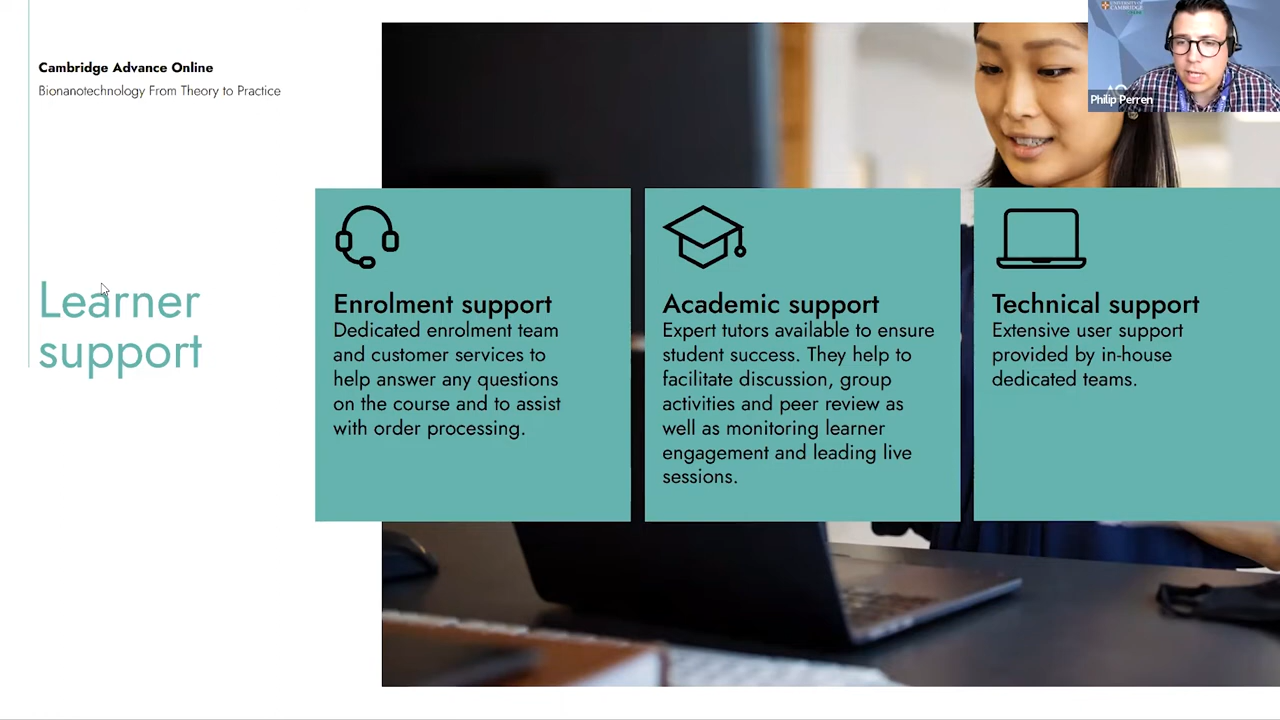 Cambridge Advance Online
Bionanotechnology From Theory to Practice
Learner
support
Enrolment support
Dedicated enrolment team
and customer services to
help answer any questions
on the course and to assist
with order processing.
Academic support
Expert tutors available to ensure
student success. They help to
facilitate discussion, group
activities and peer review as
well as monitoring learner
engagement and leading live
sessions.
Technical support
Extensive user support
provided by in-house
dedicated teams.
UNIVERSITY OF
CAMBRIDGE
Philip Perren